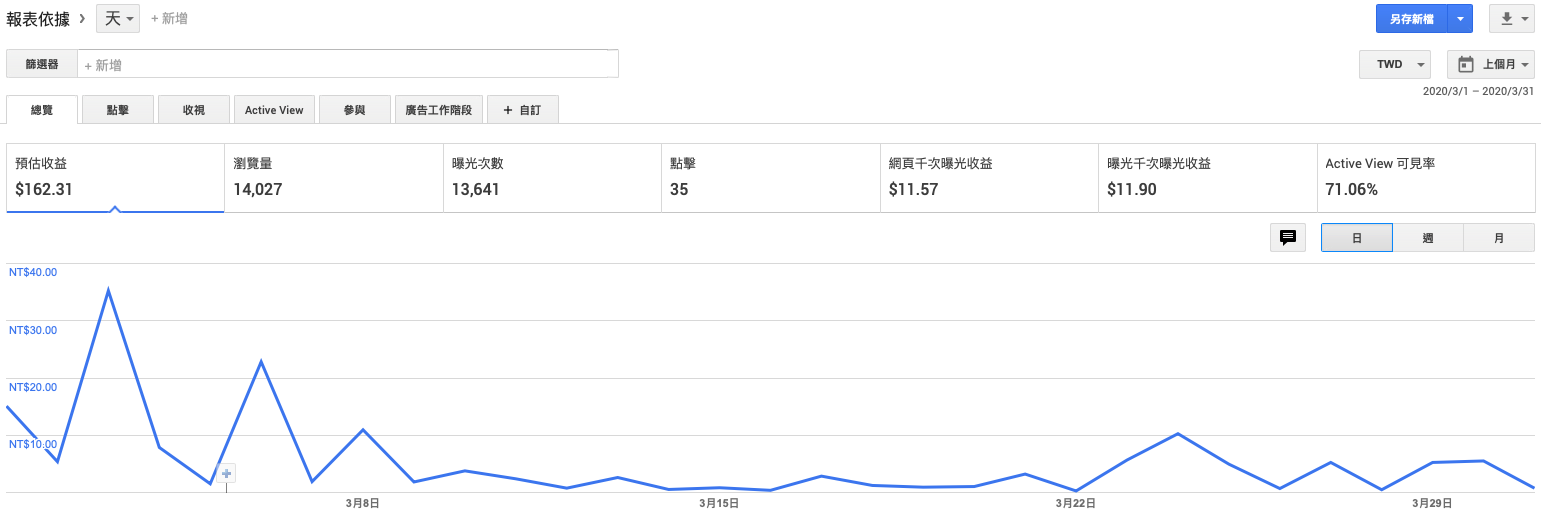 報表依據 › 天 + 新增
另存新檔
篩選器 + 新增
TWD 上個月
2020/3/1 – 2020/3/31
總覽 點擊 收視 Active View 參與 廣告工作階段 + 自訂
預估收益 瀏覽量 曝光次數 點擊 網頁千次曝光收益 曝光千次曝光收益 Active View 可見率
$162.31 14,027 13,641 35 $11.57 $11.90 71.06%
日 週 月
NT$40.00
NT$30.00
NT$20.00
NT$10.00
3月8日 3月15日 3月22日 3月29日